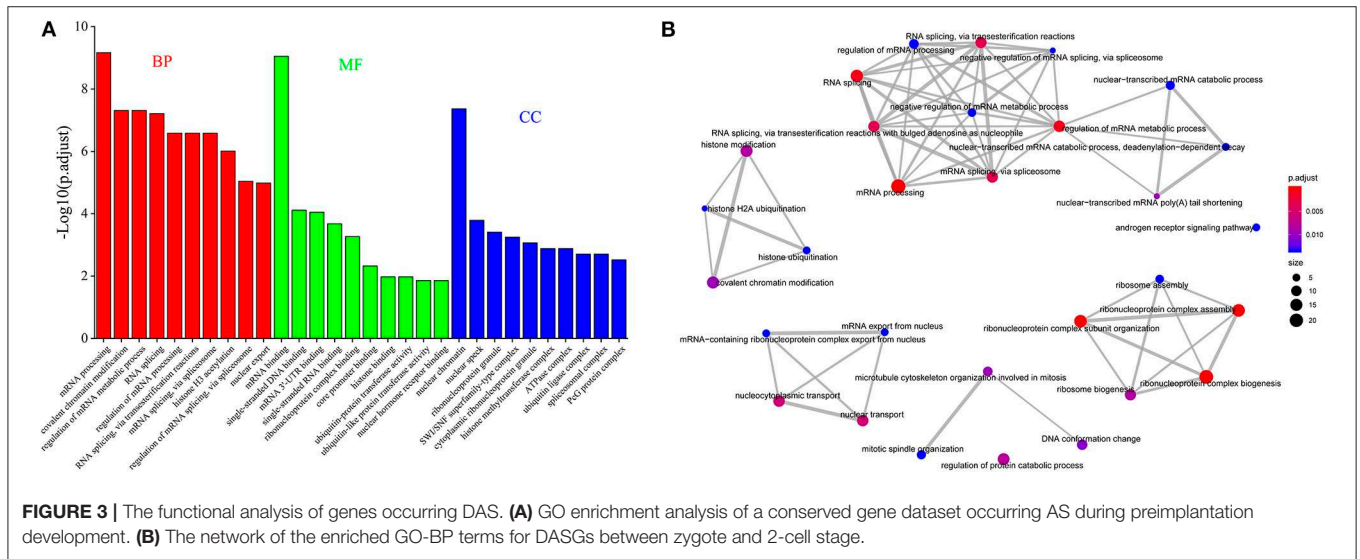 A
B
10
8
6
4
2
0
-Log10(p.adjust)
BP
MF
CC
mRNA processing
covalent chromatin modification
regulation of mRNA metabolic process
RNA splicing
regulation of mRNA processing
RNA splicing, via transesterification reactions
mRNA splicing, via spliceosome
histone H3 acetylation
regulation of mRNA splicing, via spliceosome
nuclear export
mRNA binding
single-stranded DNA binding
mRNA 3'-UTR binding
single-stranded RNA binding
ribonucleoprotein complex binding
core promoter binding
histone binding
ubiquitin-protein transferase activity
ubiquitin-like protein transferase activity
nuclear hormone receptor binding
nuclear chromatin
nuclear speck
ribonucleoprotein granule
SWI/SNF superfamily-type complex
cytoplasmic ribonucleoprotein granule
histone methyltransferase complex
ATPase complex
ubiquitin ligase complex
spliceosomal complex
PcG protein complex
RNA splicing, via transesterification reactions
regulation of mRNA processing
negative regulation of mRNA splicing, via spliceosome
RNA splicing
nuclear−transcribed mRNA catabolic process
negative regulation of mRNA metabolic process
regulation of mRNA metabolic process
RNA splicing, via transesterification reactions with bulged adenosine as nucleophile
histone modification
nuclear−transcribed mRNA catabolic process, deadenylation−dependent decay
mRNA splicing, via spliceosome
mRNA processing
nuclear−transcribed mRNA poly(A) tail shortening
histone H2A ubiquitination
androgen receptor signaling pathway
histone ubiquitination
covalent chromatin modification
ribosome assembly
ribonucleoprotein complex assembly
ribonucleoprotein complex subunit organization
mRNA export from nucleus
mRNA−containing ribonucleoprotein complex export from nucleus
microtubule cytoskeleton organization involved in mitosis
ribonucleoprotein complex biogenesis
ribosome biogenesis
nucleocytoplasmic transport
nuclear transport
DNA conformation change
mitotic spindle organization
regulation of protein catabolic process
p.adjust
0.005
0.010
size
5
10
15
20
FIGURE 3 | The functional analysis of genes occurring DAS. (A) GO enrichment analysis of a conserved gene dataset occurring AS during preimplantation
development. (B) The network of the enriched GO-BP terms for DASGs between zygote and 2-cell stage.